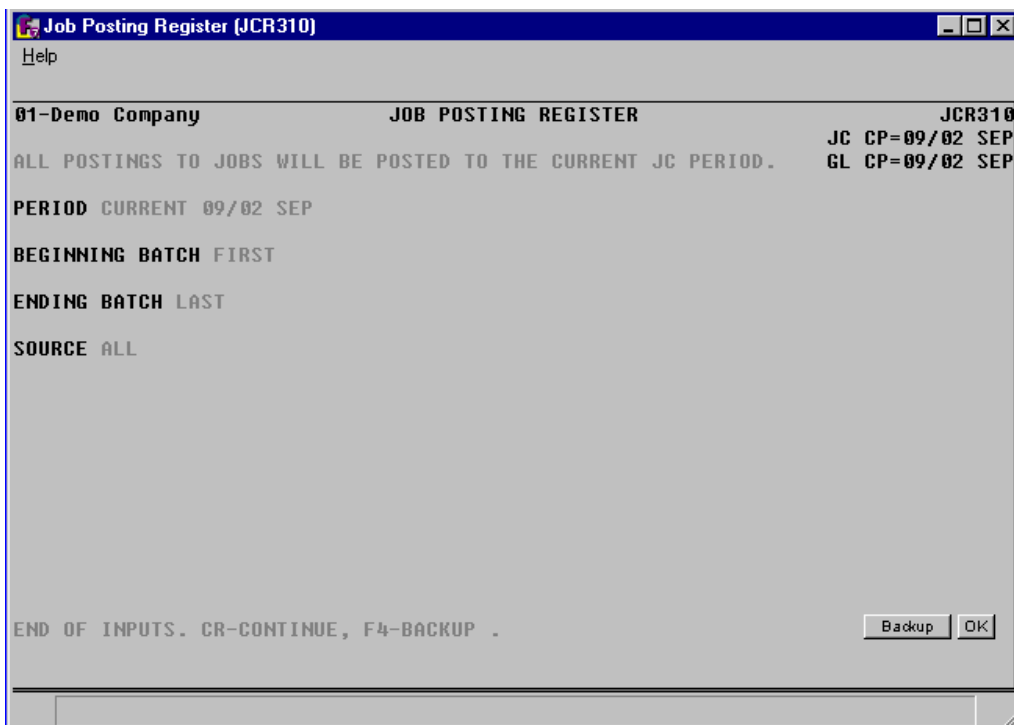 Job Posting Register (JCR310)
Help
01-Demo Company JOB POSTING REGISTER JCR310
JC CP=09/02 SEP
ALL POSTINGS TO JOBS WILL BE POSTED TO THE CURRENT JC PERIOD. GL CP=09/02 SEP
PERIOD CURRENT 09/02 SEP
BEGINNING BATCH FIRST
ENDING BATCH LAST
SOURCE ALL
END OF INPUTS. CR-CONTINUE, F4-BACKUP . Backup OK